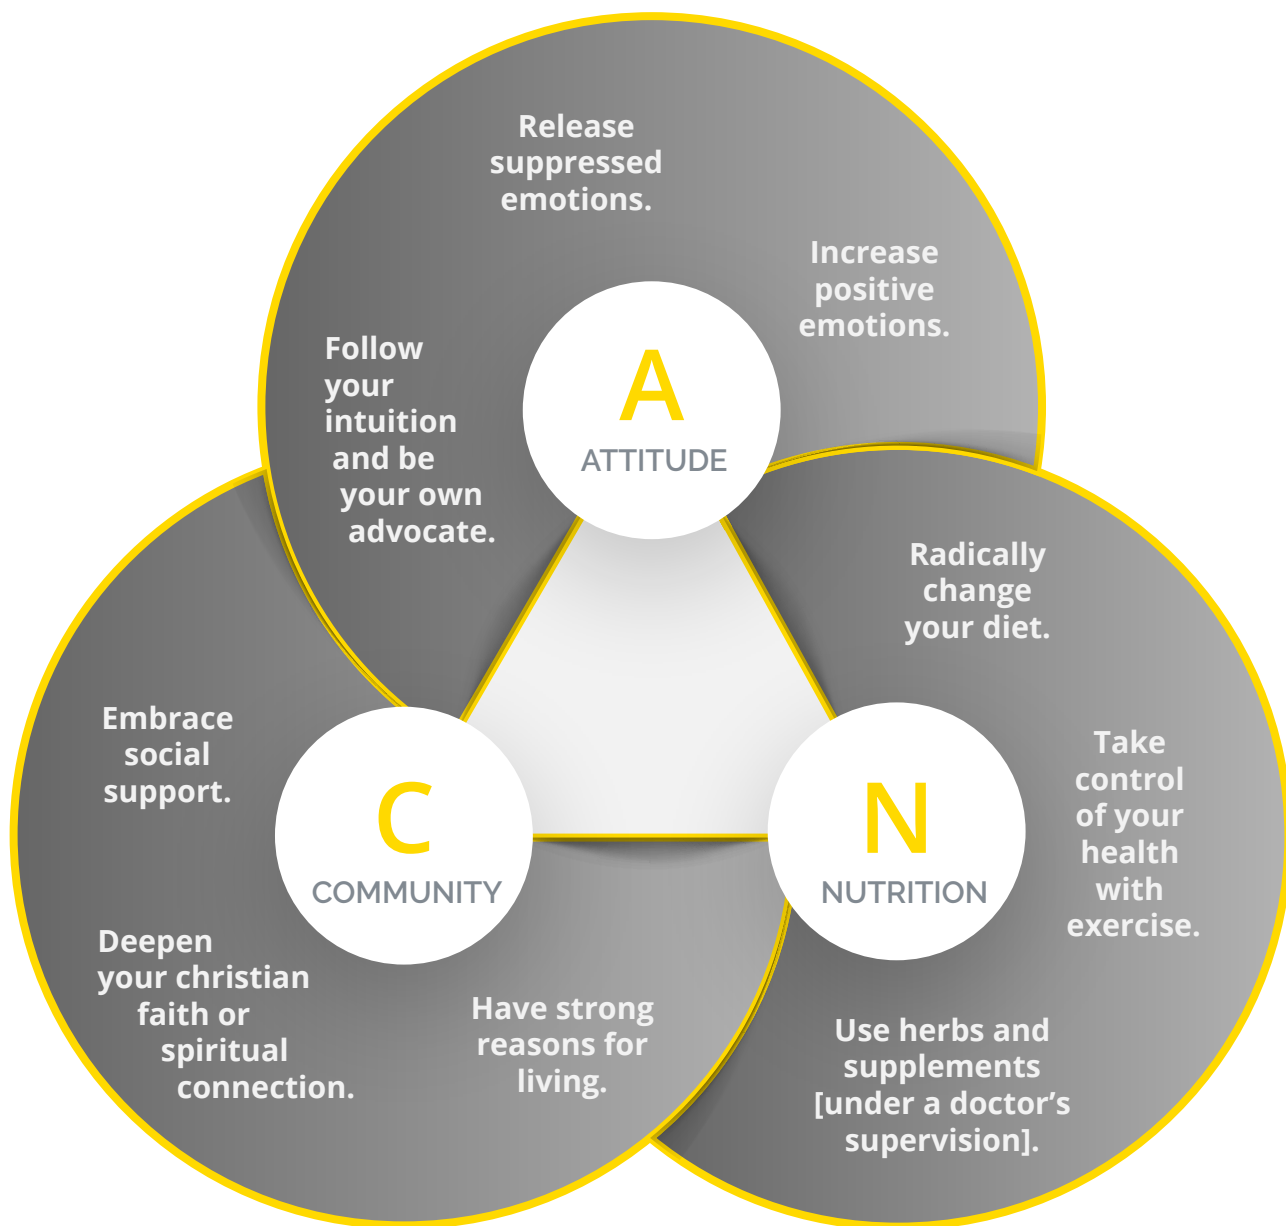 Release
suppressed
emotions.
Increase
positive
emotions.
Follow
your
intuition
and be
your own
advocate.
A
ATTITUDE
Radically
change
your diet.
Take
control
of your
health
with
exercise.
Use herbs and
supplements
[under a doctor’s
supervision].
N
NUTRITION
Embrace
social
support.
C
COMMUNITY
Deepen
your christian
faith or
spiritual
connection.
Have strong
reasons for
living.